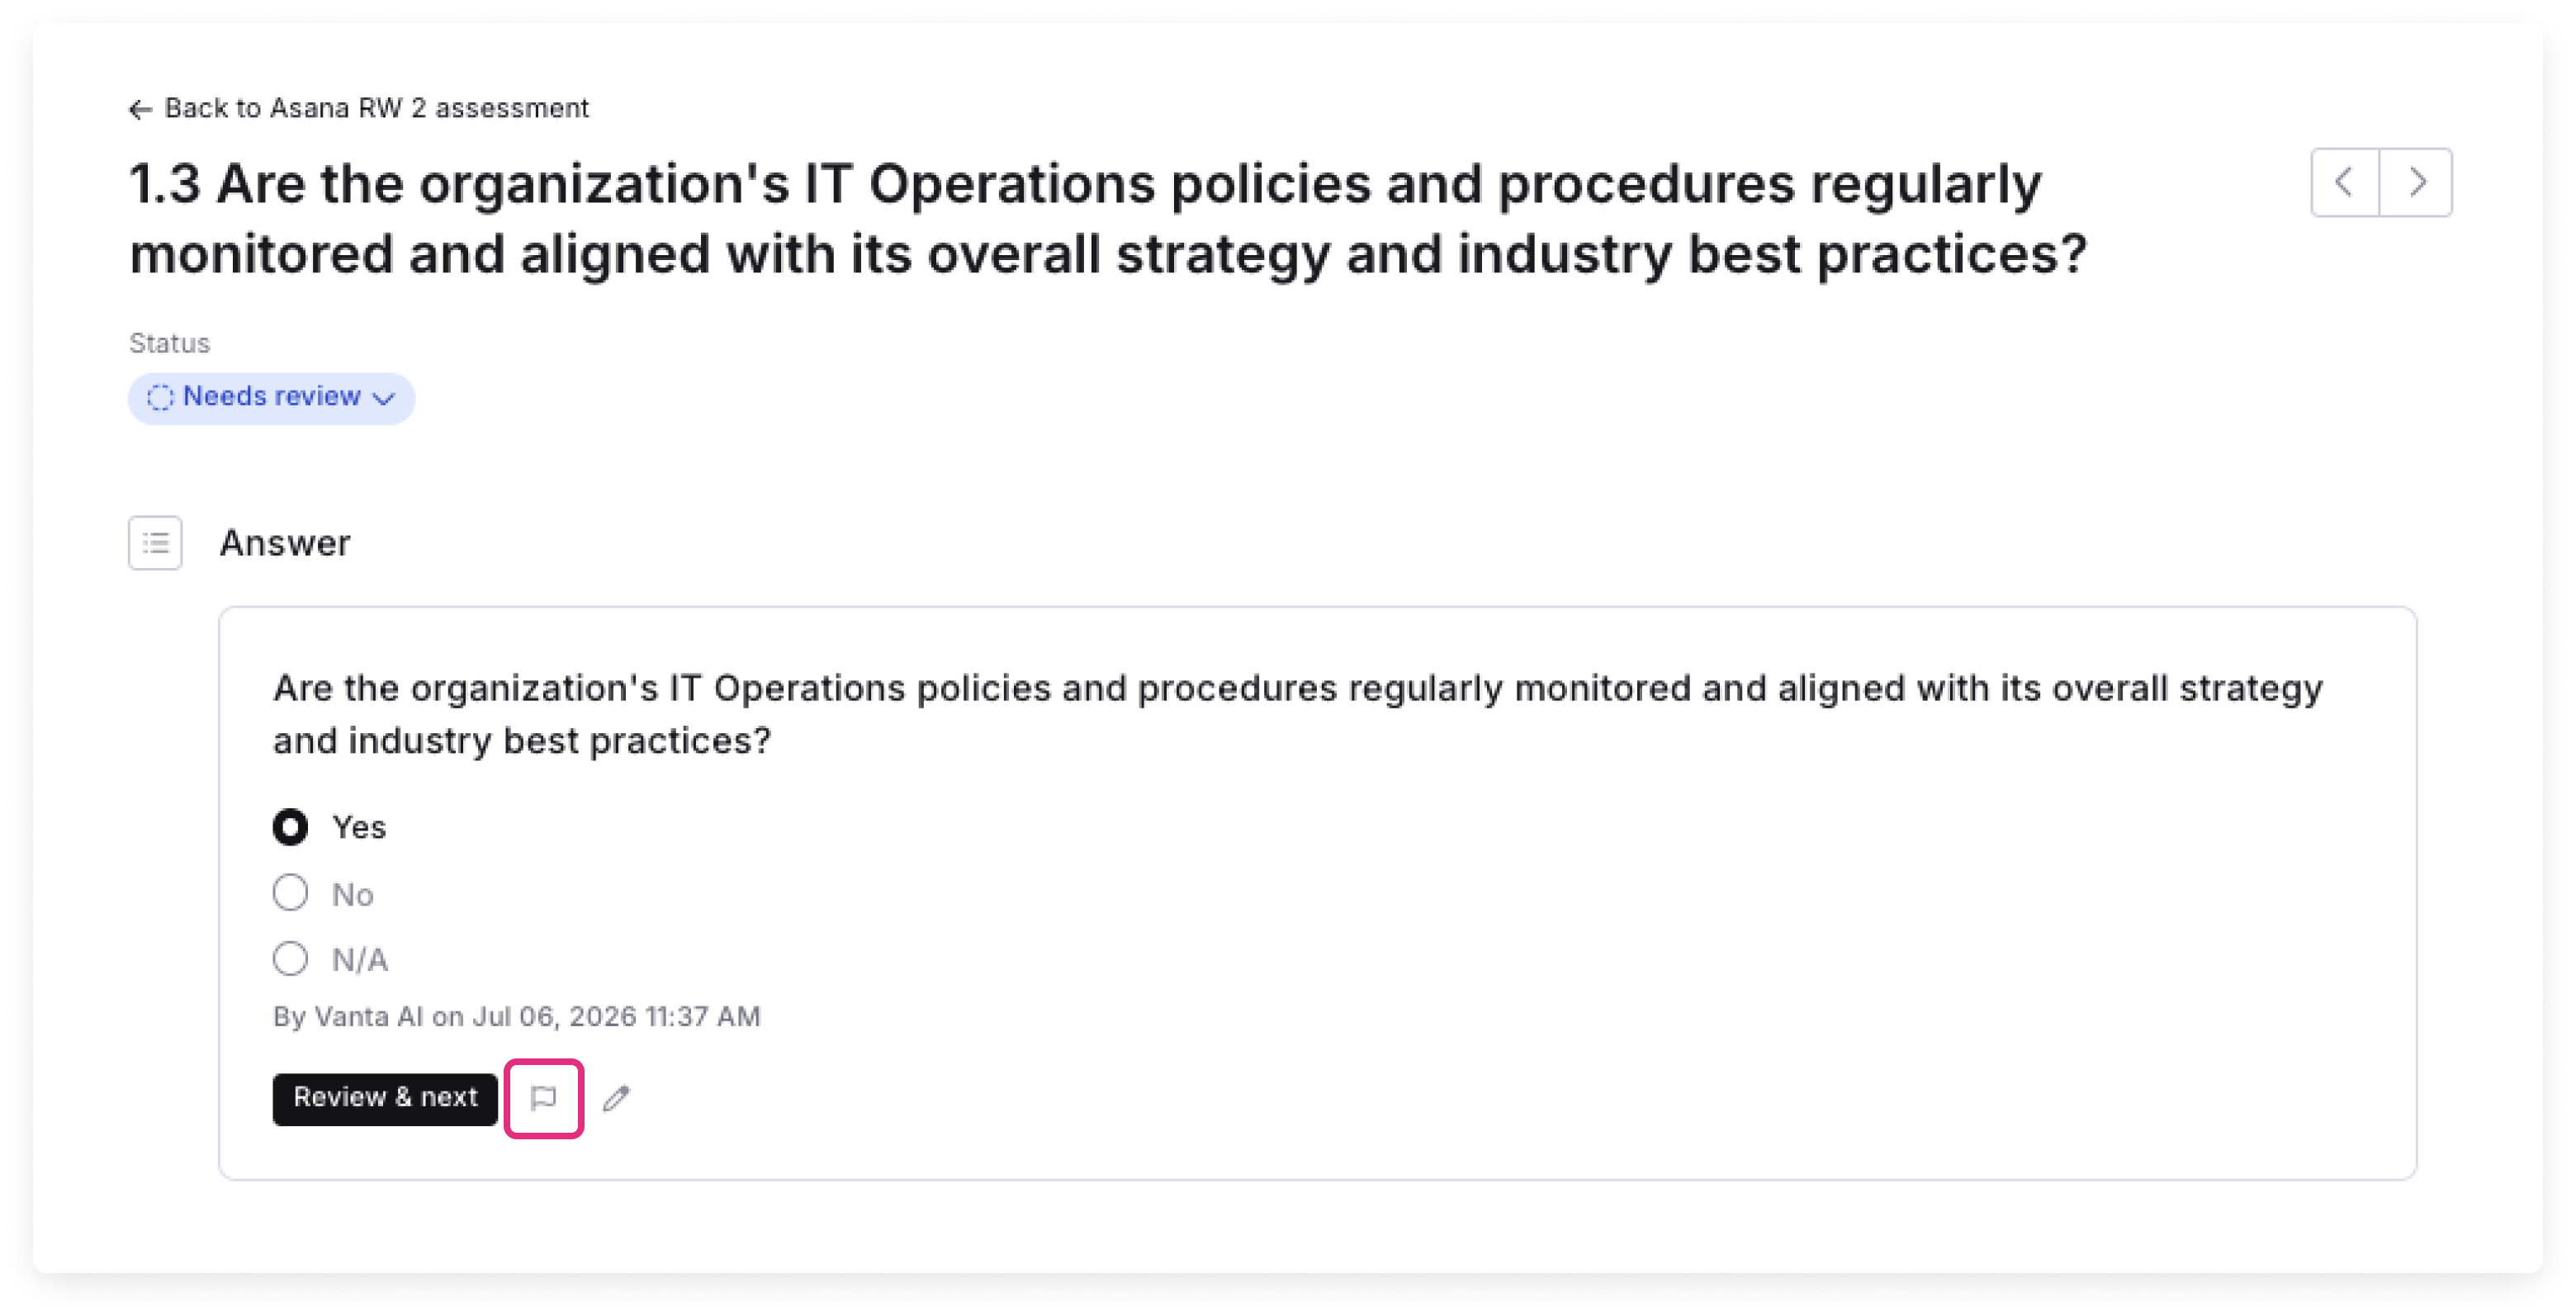 ← Back to Asana RW 2 assessment
1.3 Are the organization's IT Operations policies and procedures regularly
monitored and aligned with its overall strategy and industry best practices?
Status
Needs review
Answer
Are the organization's IT Operations policies and procedures regularly monitored and aligned with its overall strategy
and industry best practices?
Yes
No
N/A
By Vanta AI on Jul 06, 2026 11:37 AM
Review & next